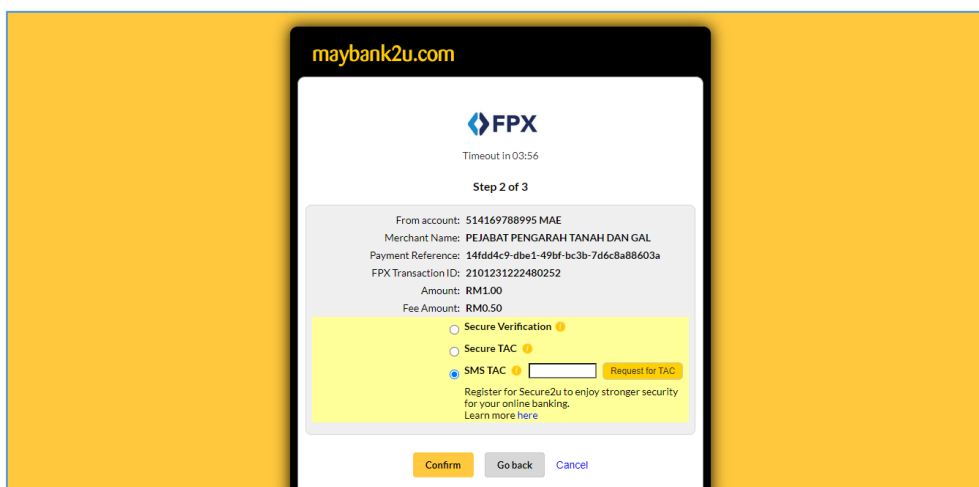 maybank2u.com
FPX
Timeout in 03:56
Step 2 of 3
From account: 514169788995 MAE
Merchant Name: PEJABAT PENGARAH TANAH DAN GAL
Payment Reference: 14fdd4c9-dbe1-49bf-bc3b-7d6c8a88603a
FPX Transaction ID: 2101231222480252
Amount: RM1.00
Fee Amount: RM0.50
Secure Verification
Secure TAC
SMS TAC Request for TAC
Register for Secure2u to enjoy stronger security
for your online banking.
Learn more here
Confirm Go back Cancel